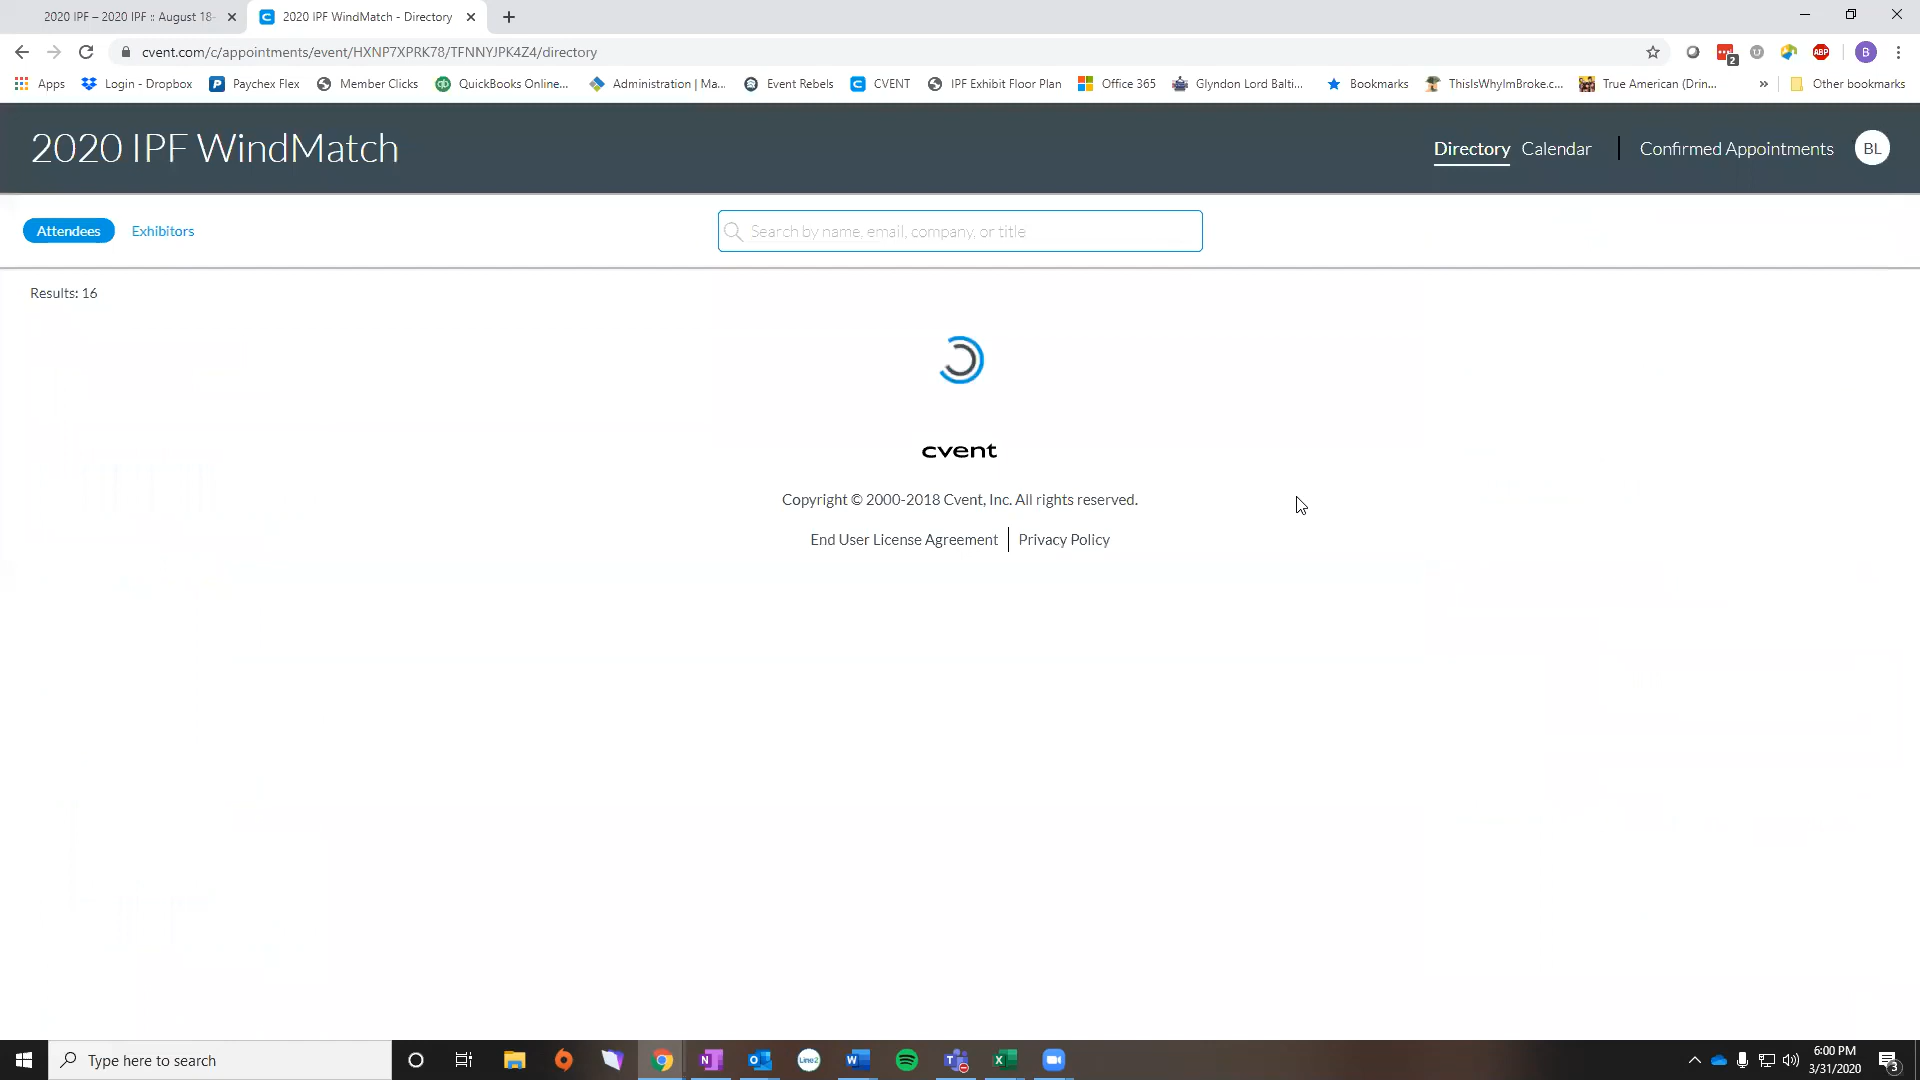 2020 IPF – 2020 IPF :: August 18-
2020 IPF WindMatch - Directory
cvent.com/c/appointments/event/HXNP7XPRK78/TFNNYJPK4Z4/directory
2
ABP
B
Apps
Login - Dropbox
Paychex Flex
Member Clicks
QuickBooks Online...
Administration | Ma...
Event Rebels
CVENT
IPF Exhibit Floor Plan
Office 365
Glyndon Lord Balti...
Bookmarks
ThisIsWhyImBroke.c...
True American (Drin...
Other bookmarks
2020 IPF WindMatch
Directory
Calendar
Confirmed Appointments
BL
Attendees
Exhibitors
Search by name, email, company, or title
Results: 16
cvent
Copyright © 2000-2018 Cvent, Inc. All rights reserved.
End User License Agreement
Privacy Policy
Type here to search
6:00 PM
3/31/2020
3